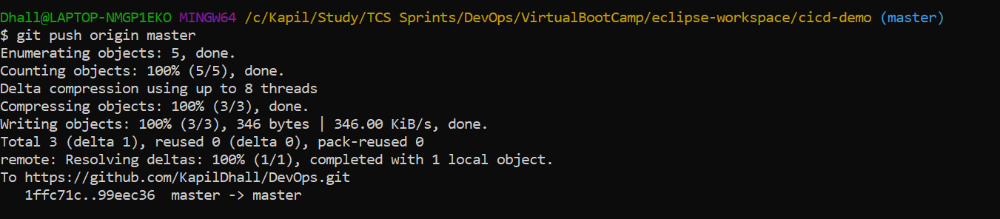 Dhall@LAPTOP-NMGP1EKO MINGW64 /c/Kapil/Study/TCS Sprints/DevOps/VirtualBootCamp/eclipse-workspace/cicd-demo (master)
$ git push origin master
Enumerating objects: 5, done.
Counting objects: 100% (5/5), done.
Delta compression using up to 8 threads
Compressing objects: 100% (3/3), done.
Writing objects: 100% (3/3), 346 bytes | 346.00 KiB/s, done.
Total 3 (delta 1), reused 0 (delta 0), pack-reused 0
remote: Resolving deltas: 100% (1/1), completed with 1 local object.
To https://github.com/KapilDhall/DevOps.git
   1ffc71c..99eec36  master -> master